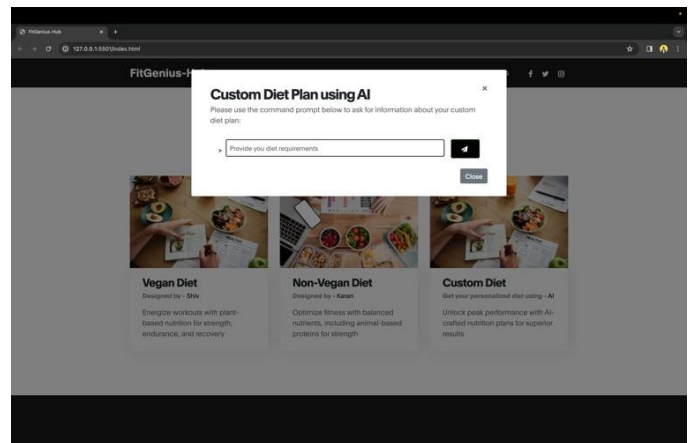 FitGenius-Hub
127.0.0.1:5501/index.html
FitGenius-H
Custom Diet Plan using AI
Please use the command prompt below to ask for information about your custom
diet plan:
> Provide you diet requirements
Close
Vegan Diet
Designed by - Shiv
Energize workouts with plant-
based nutrition for strength,
endurance, and recovery
Non-Vegan Diet
Designed by - Karan
Optimize fitness with balanced
nutrients, including animal-based
proteins for strength
Custom Diet
Get your personalised diet using - AI
Unlock peak performance with AI-
crafted nutrition plans for superior
results